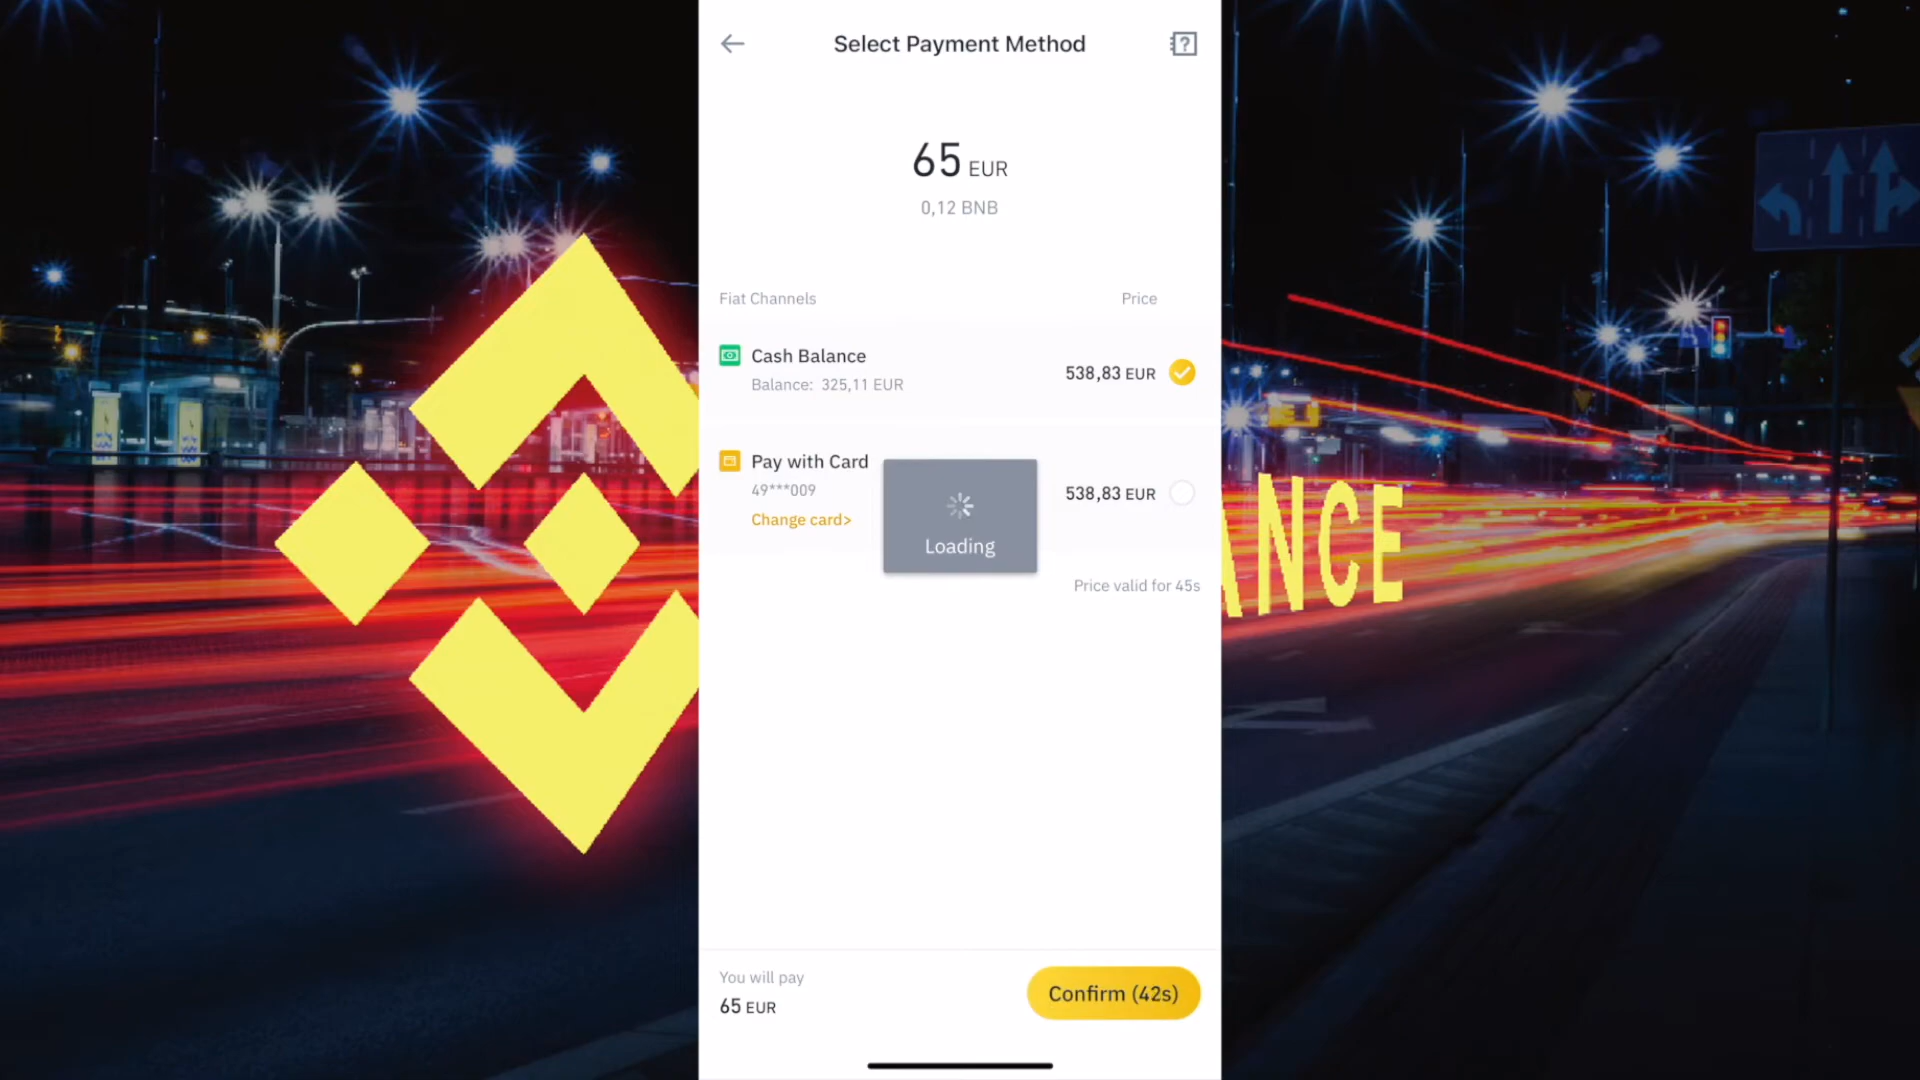 Select Payment Method
65 EUR
0,12 BNB
Fiat Channels
Price
Cash Balance
Balance: 325,11 EUR
538,83 EUR
Pay with Card
49***009
Change card>
538,83 EUR
Loading
Price valid for 45s
ANCE
You will pay
65 EUR
Confirm (42s)